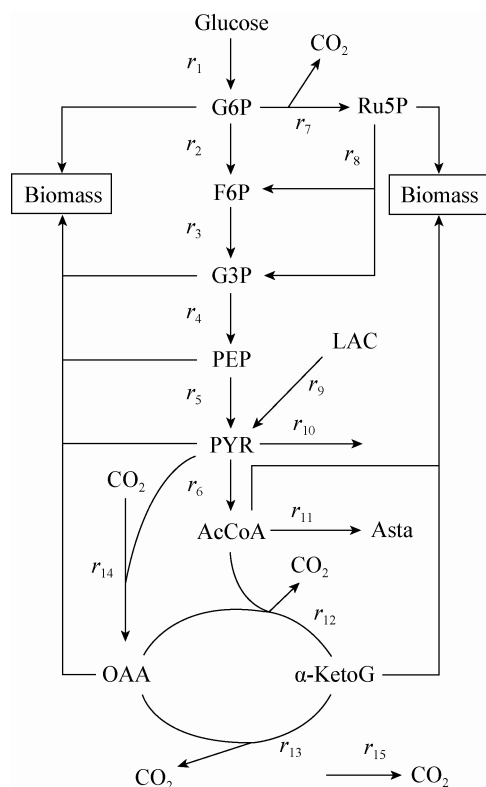 Glucose
CO₂
r₁
G6P
Ru5P
r₇
r₂
r₈
Biomass
F6P
Biomass
r₃
G3P
r₄
LAC
PEP
r₅
r₉
r₁₀
PYR
CO₂
r₆
r₁₁
AcCoA
Asta
CO₂
r₁₄
r₁₂
OAA
α-KetoG
r₁₃
r₁₅
CO₂
CO₂